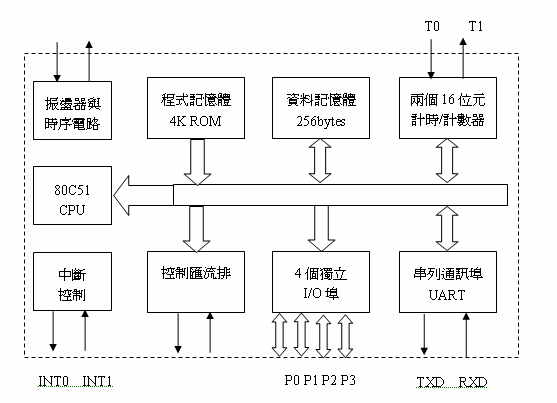 T0 T1
振盪器與
時序電路
程式記憶體
4K ROM
資料記憶體
256bytes
兩個 16 位元
計時/計數器
80C51
CPU
中斷
控制
控制匯流排
4 個獨立
I/O 埠
串列通訊埠
UART
INT0 INT1
P0 P1 P2 P3
TXD RXD